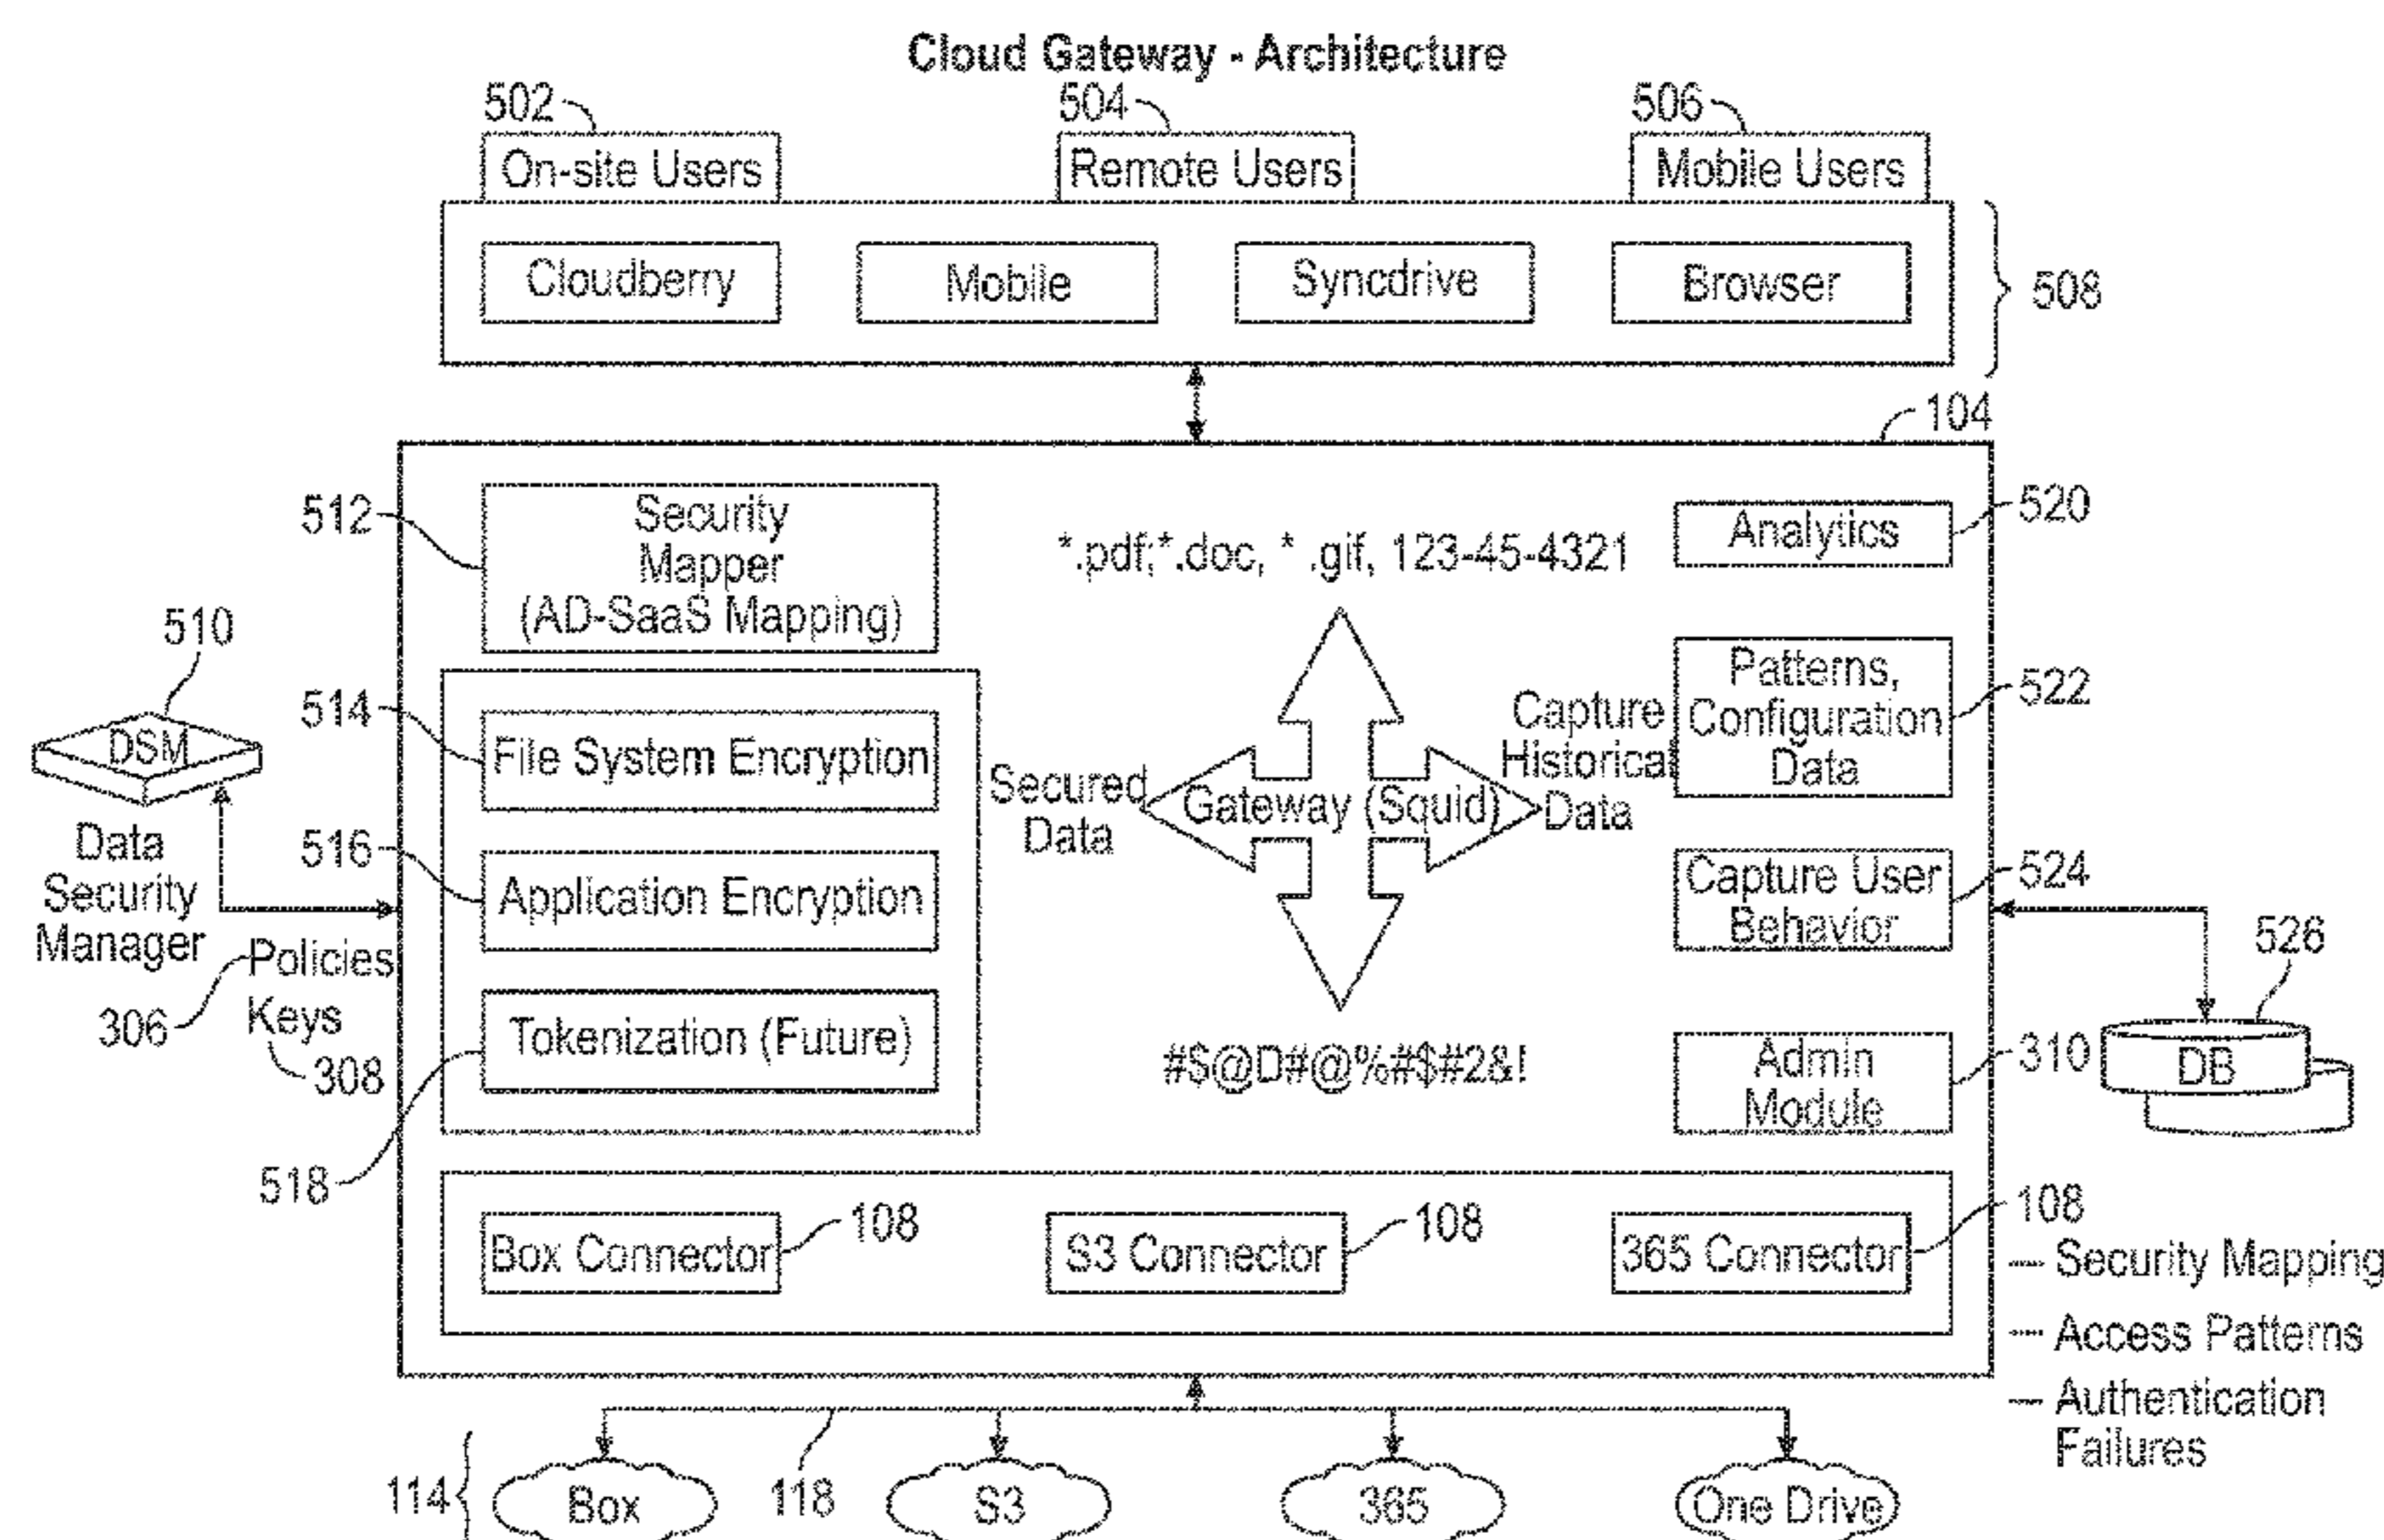 Cloud Gateway - Architecture
502
504
506
On-site Users
Remote Users
Mobile Users
Cloudberry
Mobile
Syncdrive
Browser
508
104
512
Security
Mapper
(AD-SaaS Mapping)
*.pdf;*.doc, * .gif, 123-45-4321
Analytics
520
510
DSM
Data
Security
Manager
306
Policies
Keys
308
514
File System Encryption
516
Application Encryption
Tokenization (Future)
518
Secured
Data
Gateway (Squid)
Capture
Historical
Data
#$@D#@%#$#2&!
Patterns,
Configuration
Data
522
Capture User
Behavior
524
Admin
Module
310
526
DB
Box Connector
108
S3 Connector
108
365 Connector
108
— Security Mapping
— Access Patterns
— Authentication
Failures
114
Box
118
S3
365
One Drive